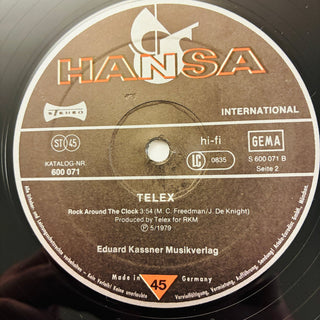 HANSA
INTERNATIONAL
STEREO
ST 45
hi-fi
LC 0835
GEMA
KATALOG-NR.
600 071
S 600 071 B
Seite 2
TELEX
Rock Around The Clock 3:54 (M. C. Freedman/J. De Knight)
Produced by Telex for RKM
Ⓟ 5/1979
Eduard Kassner Musikverlag
Made in Germany
45